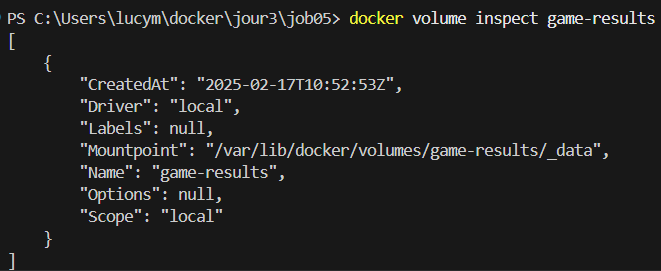 PS C:\Users\lucym\docker\jour3\job05> docker volume inspect game-results
[
    {
        "CreatedAt": "2025-02-17T10:52:53Z",
        "Driver": "local",
        "Labels": null,
        "Mountpoint": "/var/lib/docker/volumes/game-results/_data",
        "Name": "game-results",
        "Options": null,
        "Scope": "local"
    }
]